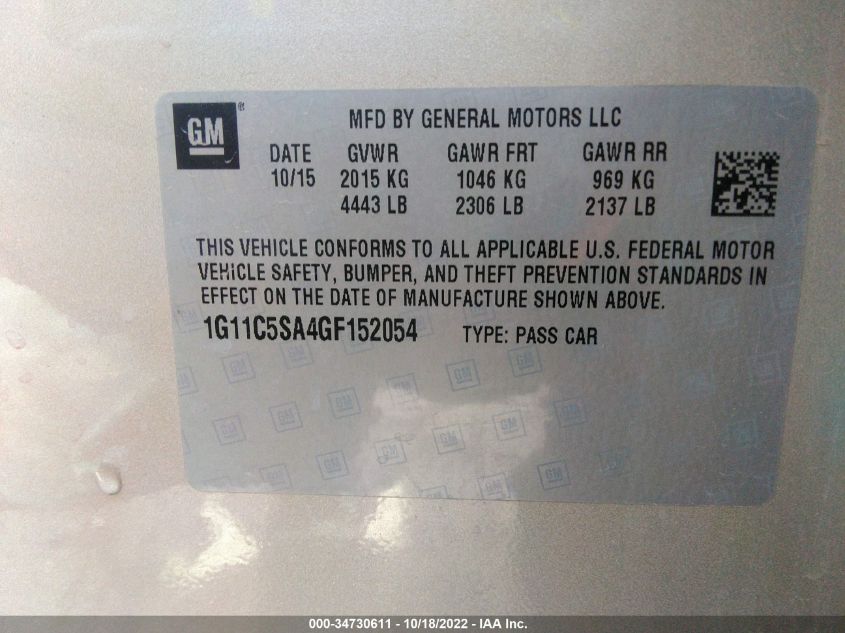 GM®
MFD BY GENERAL MOTORS LLC
DATE GVWR GAWR FRT GAWR RR
10/15 2015 KG 1046 KG 969 KG
4443 LB 2306 LB 2137 LB
THIS VEHICLE CONFORMS TO ALL APPLICABLE U.S. FEDERAL MOTOR
VEHICLE SAFETY, BUMPER, AND THEFT PREVENTION STANDARDS IN
EFFECT ON THE DATE OF MANUFACTURE SHOWN ABOVE.
1G11C5SA4GF152054 TYPE: PASS CAR
000-34730611 - 10/18/2022 - IAA Inc.